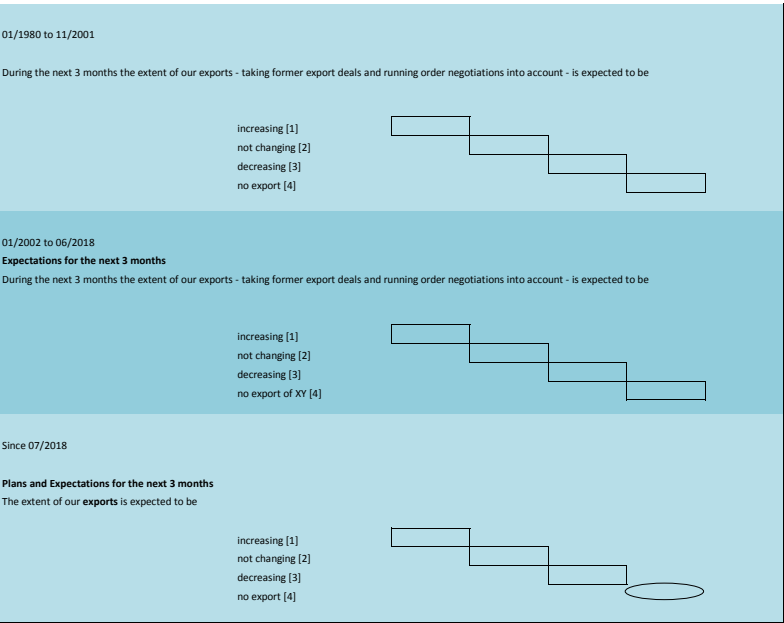 01/1980 to 11/2001
During the next 3 months the extent of our exports - taking former export deals and running order negotiations into account - is expected to be
increasing [1]
not changing [2]
decreasing [3]
no export [4]
01/2002 to 06/2018
Expectations for the next 3 months
During the next 3 months the extent of our exports - taking former export deals and running order negotiations into account - is expected to be
increasing [1]
not changing [2]
decreasing [3]
no export of XY [4]
Since 07/2018
Plans and Expectations for the next 3 months
The extent of our exports is expected to be
increasing [1]
not changing [2]
decreasing [3]
no export [4]